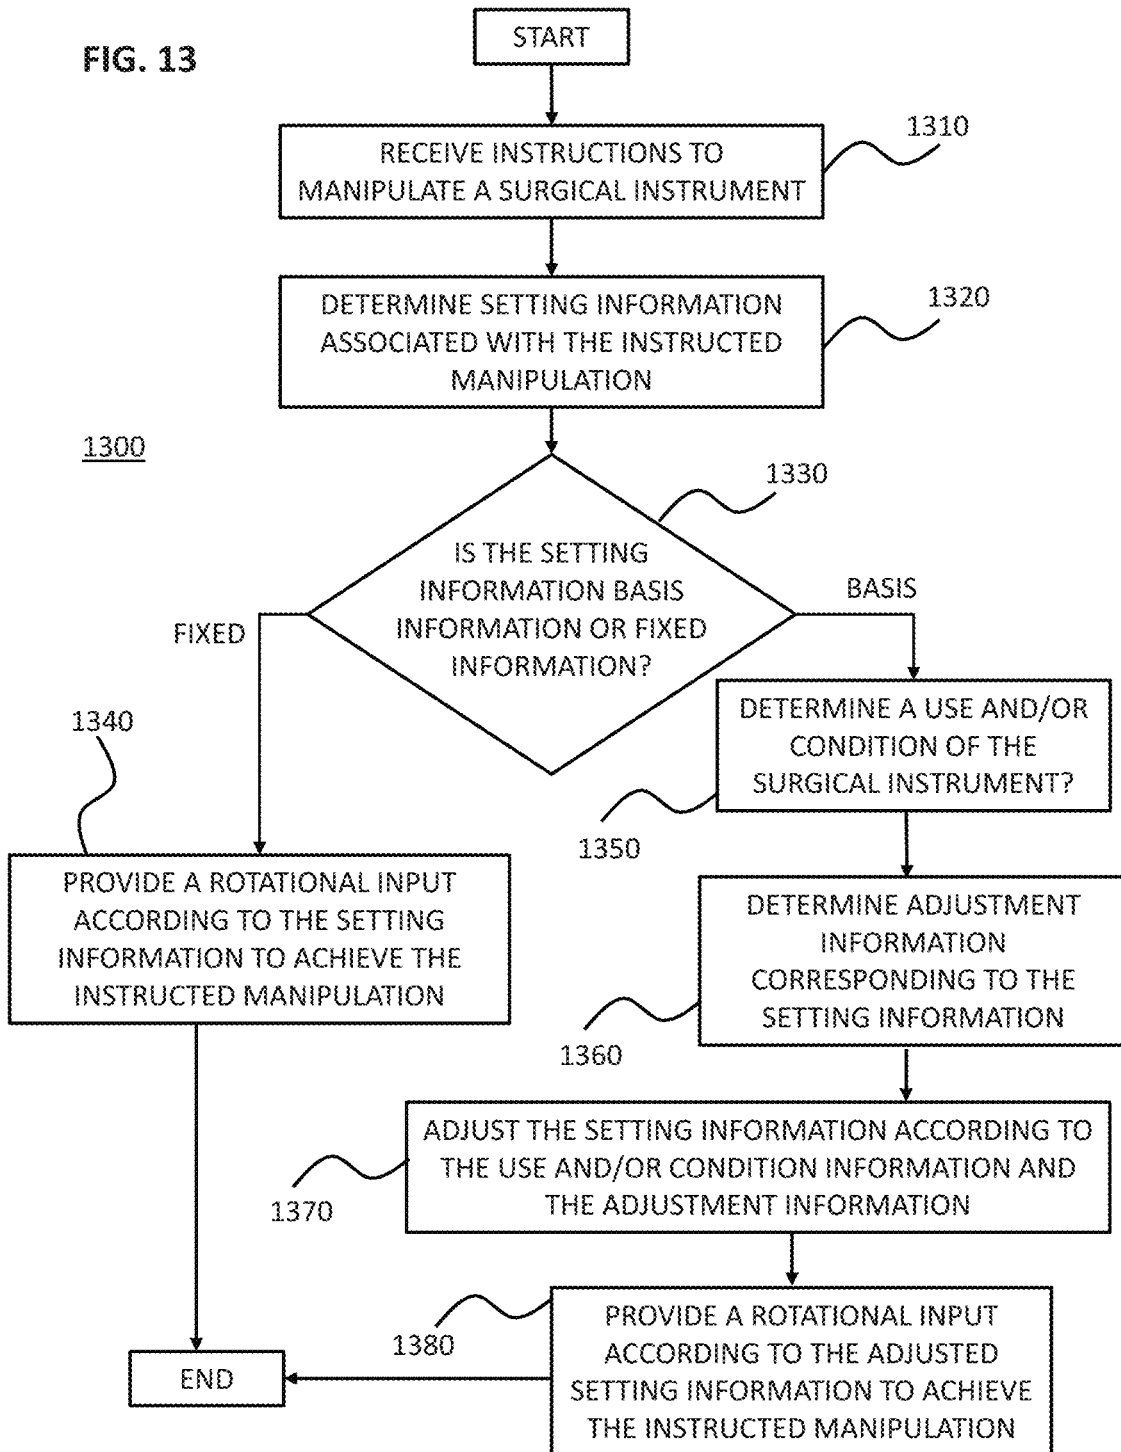 FIG. 13
START
RECEIVE INSTRUCTIONS TO
MANIPULATE A SURGICAL INSTRUMENT
1310
DETERMINE SETTING INFORMATION
ASSOCIATED WITH THE INSTRUCTED
MANIPULATION
1320
1300
1330
IS THE SETTING
INFORMATION BASIS
INFORMATION OR FIXED
INFORMATION?
FIXED
BASIS
1340
PROVIDE A ROTATIONAL INPUT
ACCORDING TO THE SETTING
INFORMATION TO ACHIEVE THE
INSTRUCTED MANIPULATION
DETERMINE A USE AND/OR
CONDITION OF THE
SURGICAL INSTRUMENT?
1350
DETERMINE ADJUSTMENT
INFORMATION
CORRESPONDING TO THE
SETTING INFORMATION
1360
ADJUST THE SETTING INFORMATION ACCORDING TO
THE USE AND/OR CONDITION INFORMATION AND
THE ADJUSTMENT INFORMATION
1370
PROVIDE A ROTATIONAL INPUT
ACCORDING TO THE ADJUSTED
SETTING INFORMATION TO ACHIEVE
THE INSTRUCTED MANIPULATION
1380
END